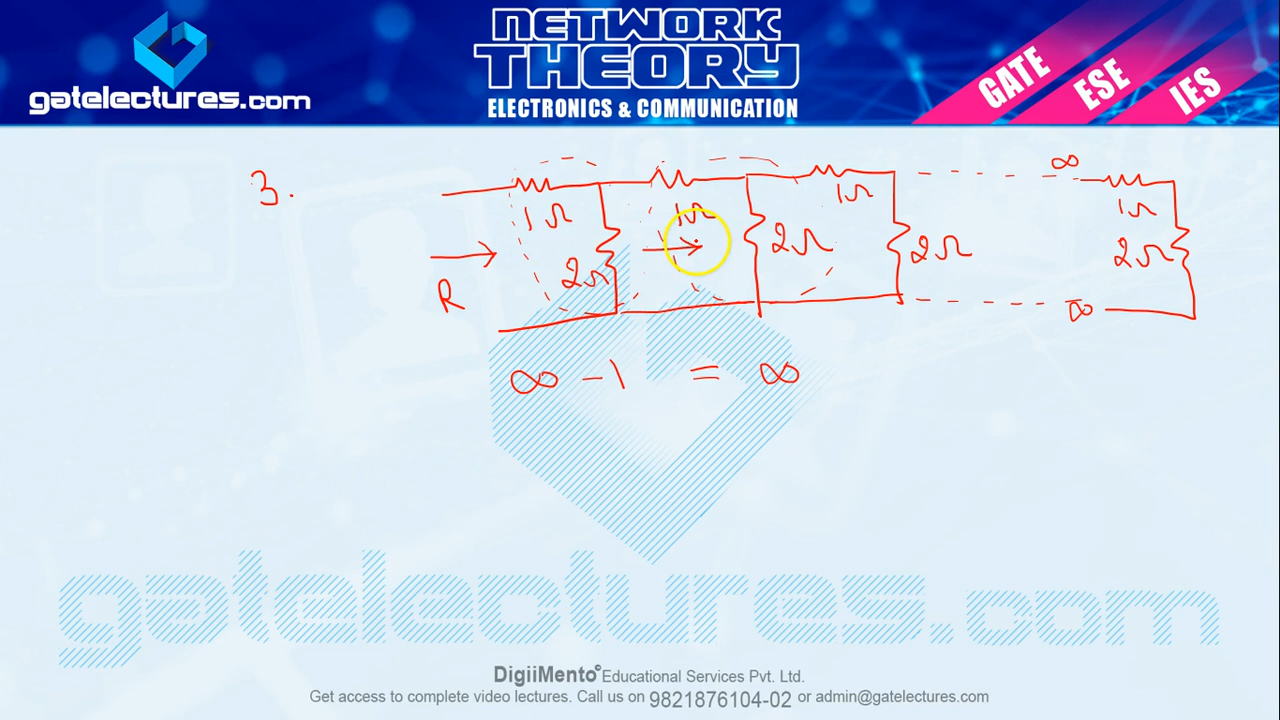 gatelectures.com
NETWORK
THEORY
ELECTRONICS & COMMUNICATION
GATE
ESE
IES
3.
1Ω 1Ω 1Ω ∞ 1Ω
2Ω 2Ω 2Ω 2Ω
R
∞
∞ - 1 = ∞
gatelectures.com
DigiiMento© Educational Services Pvt. Ltd.
Get access to complete video lectures. Call us on 9821876104-02 or admin@gatelectures.com